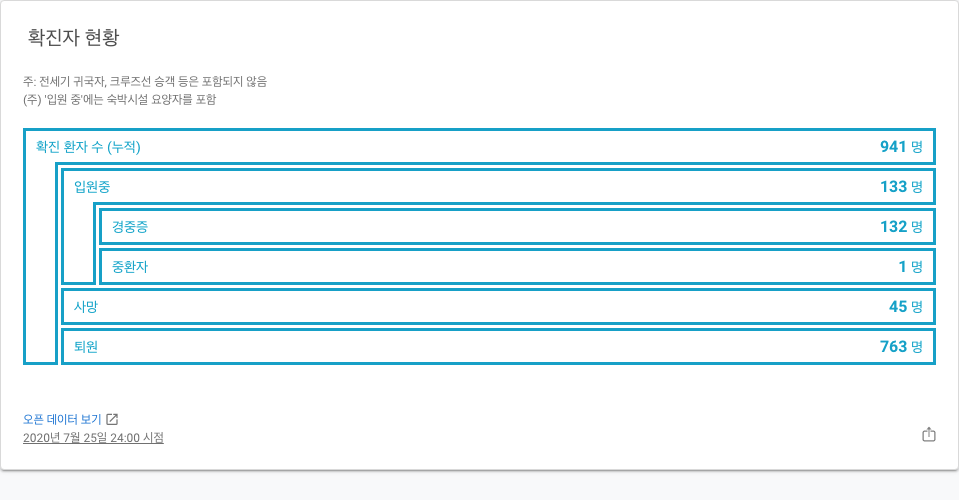 확진자 현황
주: 전세기 귀국자, 크루즈선 승객 등은 포함되지 않음
(주) '입원 중'에는 숙박시설 요양자를 포함
확진 환자 수 (누적) 941 명
입원중 133 명
경중증 132 명
중환자 1 명
사망 45 명
퇴원 763 명
오픈 데이터 보기
2020년 7월 25일 24:00 시점